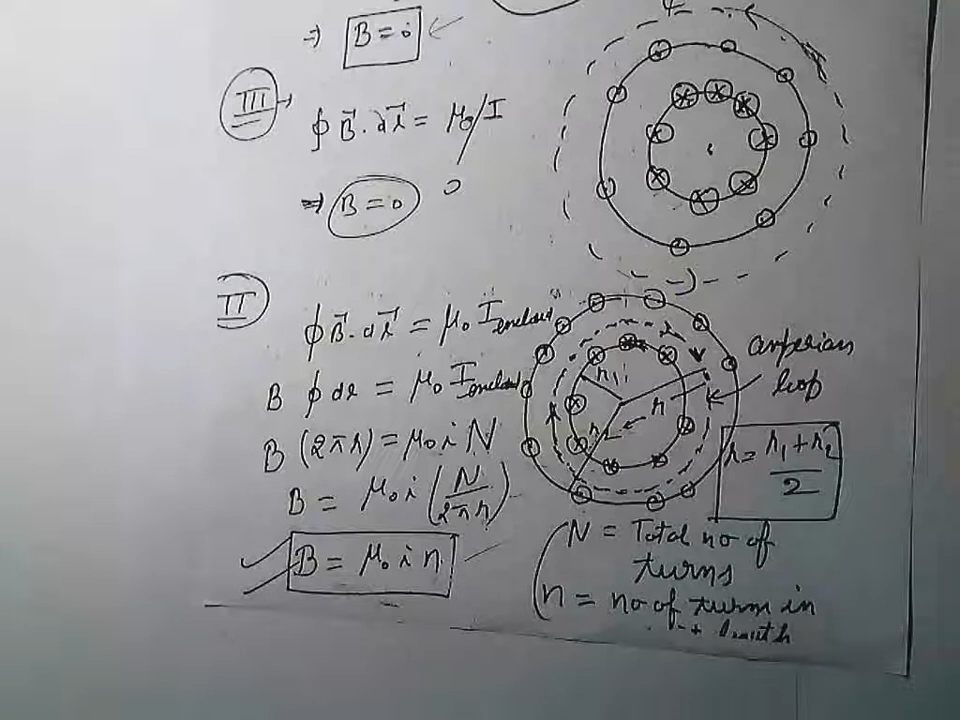 ⇒ B = 0
III →
∮ B⃗ . dl⃗ = μ₀ I
0
⇒ B = 0
II
∮ B⃗ . dl⃗ = μ₀ I enclosed
B ∮ dl = μ₀ I enclosed
B (2πr) = μ₀ i N
B = μ₀ i (N/2πr)
B = μ₀ i n
r₁
r
r₂
amperian
loop
r = r₁ + r₂ / 2
N = Total no of
turns
n = no of turn in